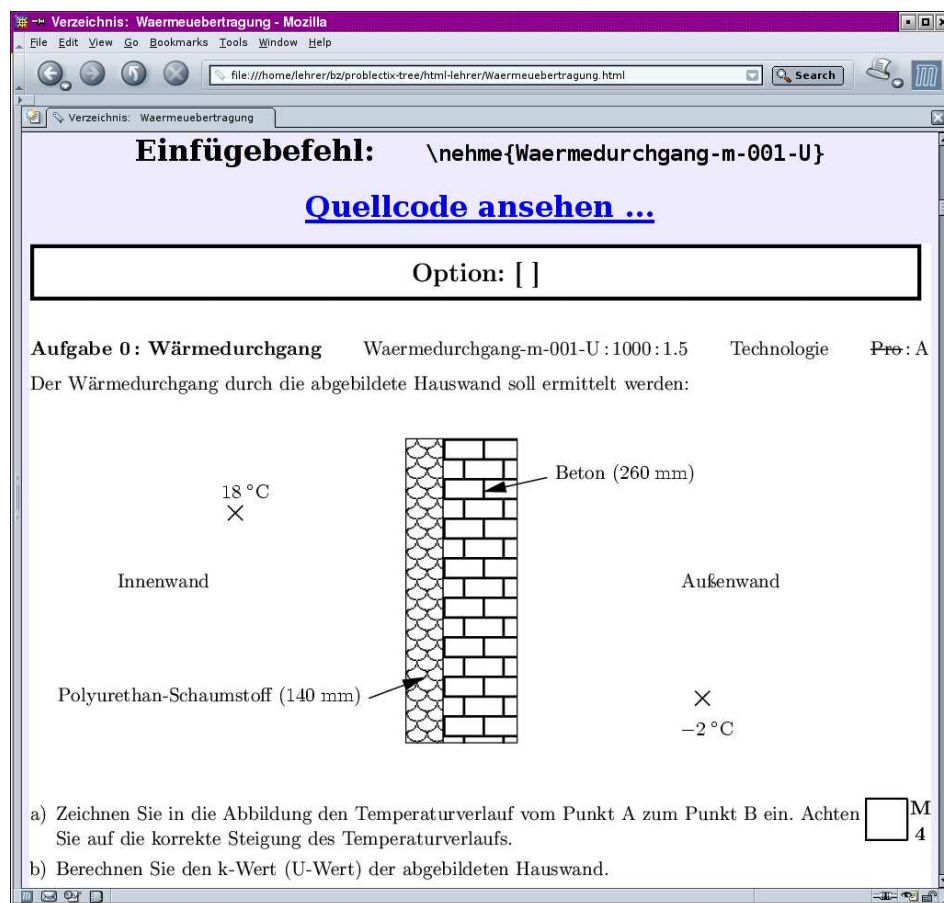 Verzeichnis: Waermeuebertragung - Mozilla
File Edit View Go Bookmarks Tools Window Help
file:///home/lehrer/bz/problectix-tree/html-lehrer/Waermeuebertragung.html
Search
Verzeichnis: Waermeuebertragung
Einfügebefehl: \nehme{Waermedurchgang-m-001-U}
Quellcode ansehen ...
Option: [ ]
Aufgabe 0: Wärmedurchgang Waermedurchgang-m-001-U:1000:1.5 Technologie Pro: A
Der Wärmedurchgang durch die abgebildete Hauswand soll ermittelt werden:
Beton (260 mm)
18 °C
Innenwand
Außenwand
Polyurethan-Schaumstoff (140 mm)
−2 °C
a) Zeichnen Sie in die Abbildung den Temperaturverlauf vom Punkt A zum Punkt B ein. Achten M
Sie auf die korrekte Steigung des Temperaturverlaufs. 4
b) Berechnen Sie den k-Wert (U-Wert) der abgebildeten Hauswand.